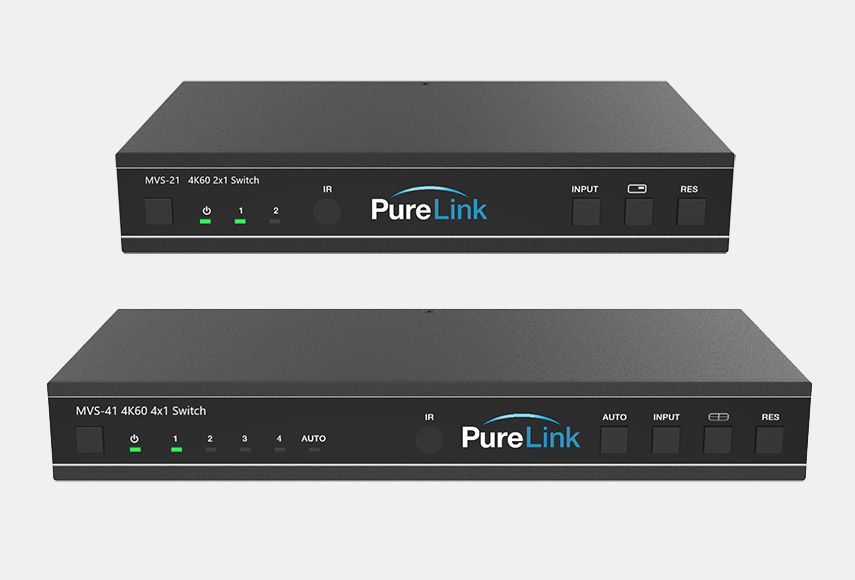 MVS-21 4K60 2x1 Switch
IR
PureLink
INPUT
RES
1
2
MVS-41 4K60 4x1 Switch
IR
PureLink
AUTO
INPUT
RES
1
2
3
4
AUTO